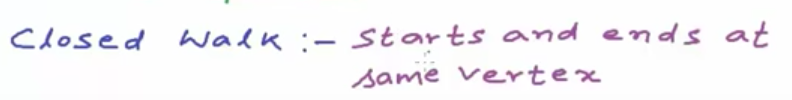 Closed Walk :- Starts and ends at
same vertex